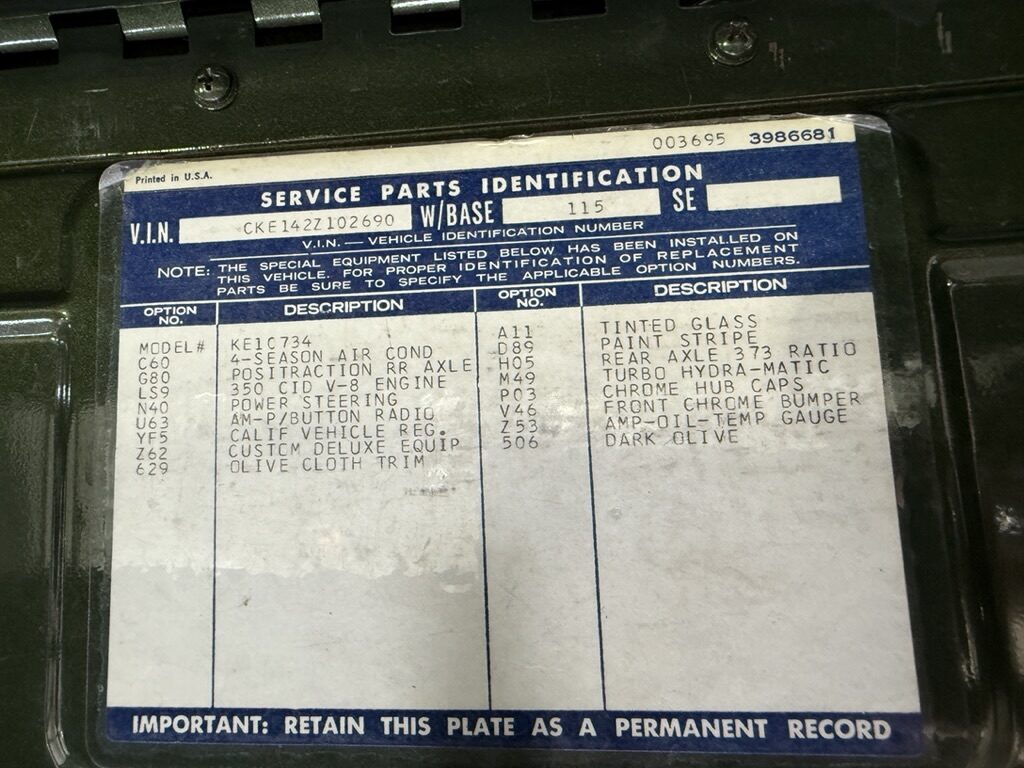 003695 3986681
Printed in U.S.A.
SERVICE PARTS IDENTIFICATION
V.I.N. CKE142Z102690 W/BASE 115 SE
V.I.N. — VEHICLE IDENTIFICATION NUMBER
NOTE: THE SPECIAL EQUIPMENT LISTED BELOW HAS BEEN INSTALLED ON
THIS VEHICLE. FOR PROPER IDENTIFICATION OF REPLACEMENT
PARTS BE SURE TO SPECIFY THE APPLICABLE OPTION NUMBERS.
OPTION NO. DESCRIPTION
MODEL# KE1C734
C60 4-SEASON AIR COND
G80 POSITRACTION RR AXLE
LS9 350 CID V-8 ENGINE
N40 POWER STEERING
U63 AM-P/BUTTON RADIO
YF5 CALIF VEHICLE REG.
Z62 CUSTOM DELUXE EQUIP
629 OLIVE CLOTH TRIM
OPTION NO. DESCRIPTION
A11 TINTED GLASS
D89 PAINT STRIPE
H05 REAR AXLE 373 RATIO
M49 TURBO HYDRA-MATIC
P03 CHROME HUB CAPS
V46 FRONT CHROME BUMPER
Z53 AMP-OIL-TEMP GAUGE
506 DARK OLIVE
IMPORTANT: RETAIN THIS PLATE AS A PERMANENT RECORD